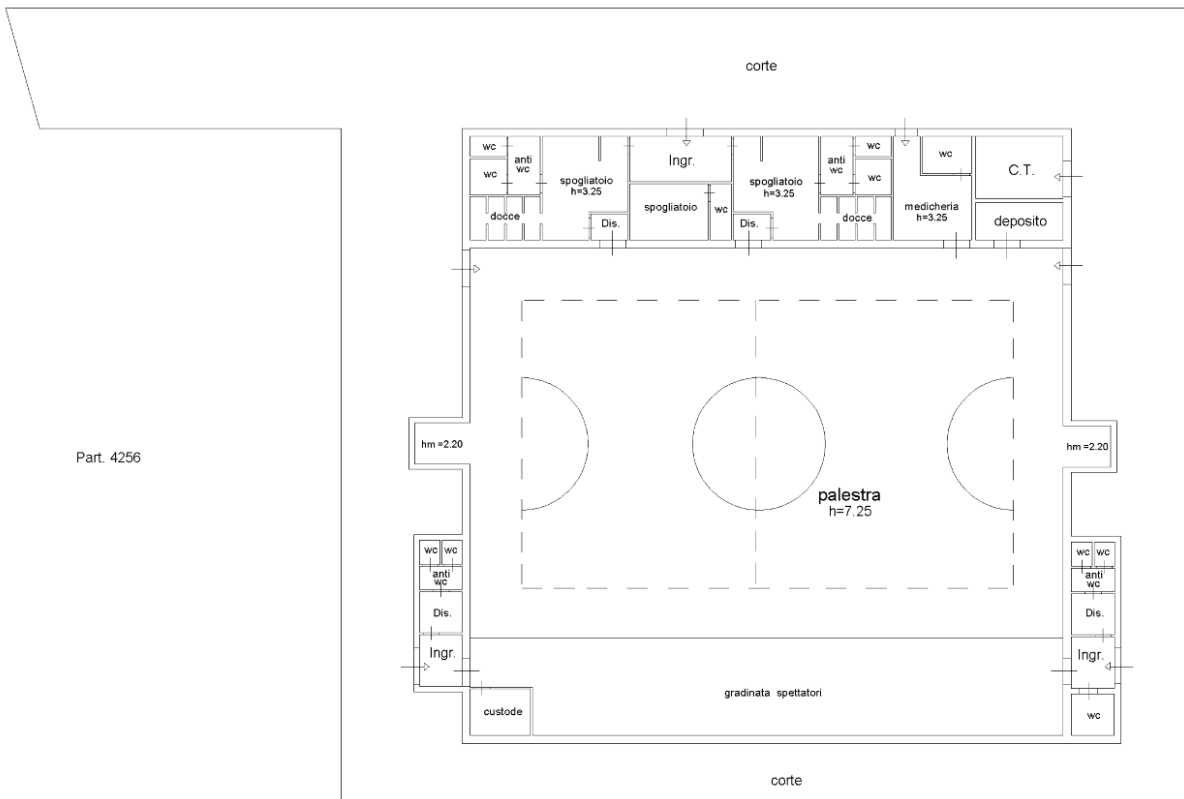 corte
wc
anti
wc
wc
spogliatoio
h=3.25
Ingr.
spogliatoio
h=3.25
anti
wc
wc
wc
wc
C.T.
docce
Dis.
spogliatoio
wc
Dis.
docce
medicheria
h=3.25
deposito
hm =2.20
hm =2.20
Part. 4256
palestra
h=7.25
wc
wc
anti
wc
Dis.
Ingr.
wc
wc
anti
wc
Dis.
Ingr.
custode
gradinata spettatori
wc
corte